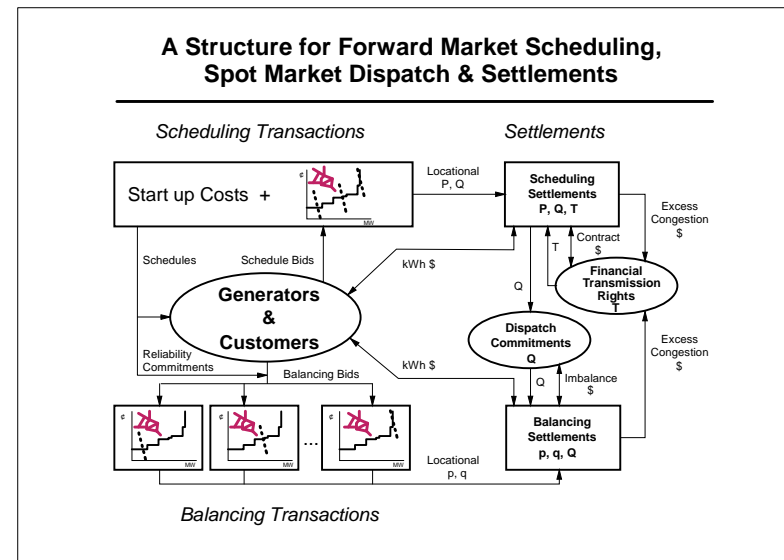 A Structure for Forward Market Scheduling,
Spot Market Dispatch & Settlements
Scheduling Transactions
Settlements
Start up Costs +
¢
MW
Locational
P, Q
Scheduling
Settlements
P, Q, T
Excess
Congestion
$
Schedules
Schedule Bids
kWh $
T
Contract
$
Financial
Transmission
Rights
T
Generators
&
Customers
Q
Dispatch
Commitments
Q
Reliability
Commitments
Balancing Bids
kWh $
Q
Imbalance
$
Excess
Congestion
$
¢
MW
¢
MW
...
¢
MW
Balancing
Settlements
p, q, Q
Locational
p, q
Balancing Transactions